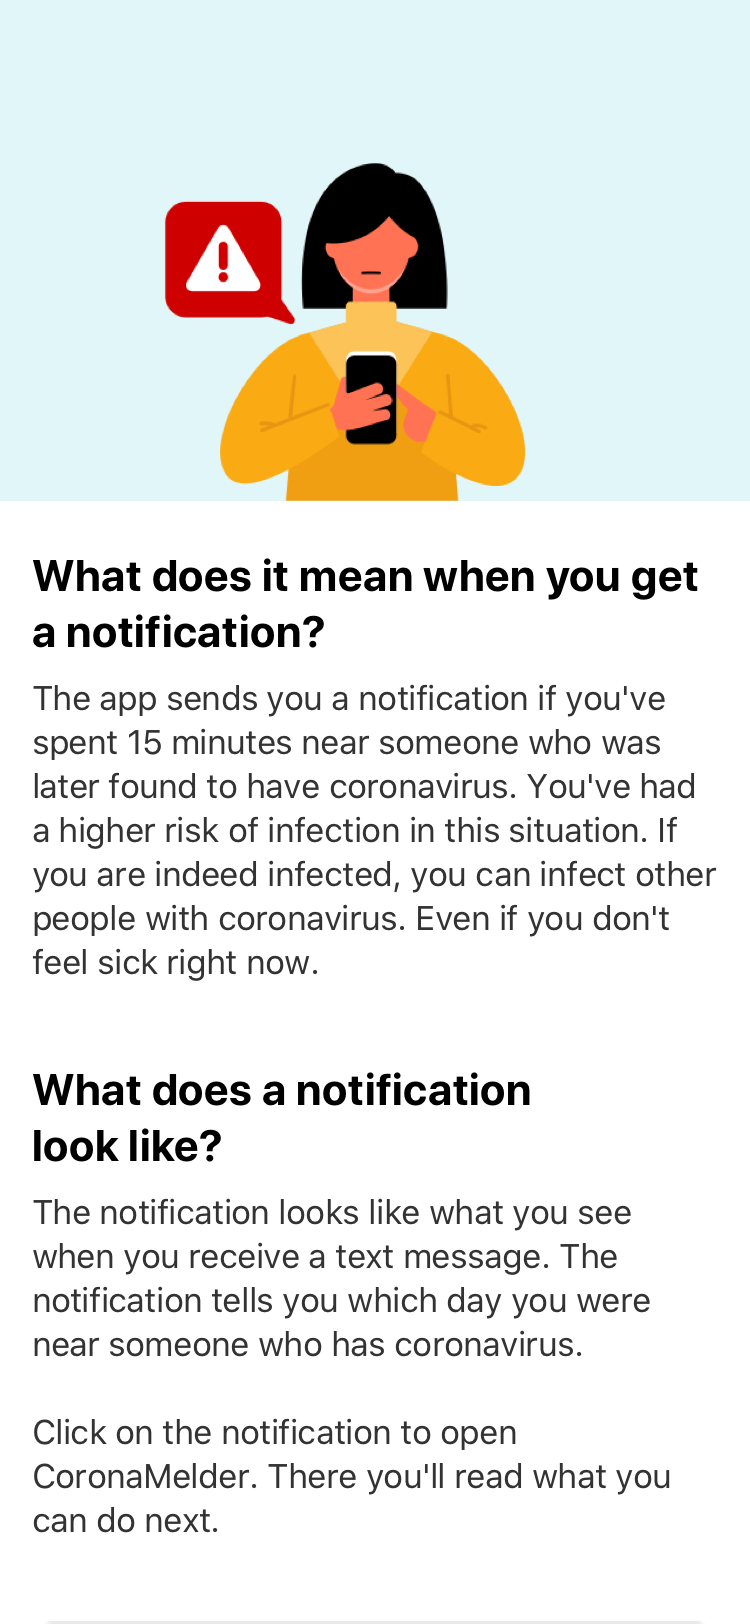 What does it mean when you get
a notification?
The app sends you a notification if you've
spent 15 minutes near someone who was
later found to have coronavirus. You've had
a higher risk of infection in this situation. If
you are indeed infected, you can infect other
people with coronavirus. Even if you don't
feel sick right now.
What does a notification
look like?
The notification looks like what you see
when you receive a text message. The
notification tells you which day you were
near someone who has coronavirus.
Click on the notification to open
CoronaMelder. There you'll read what you
can do next.